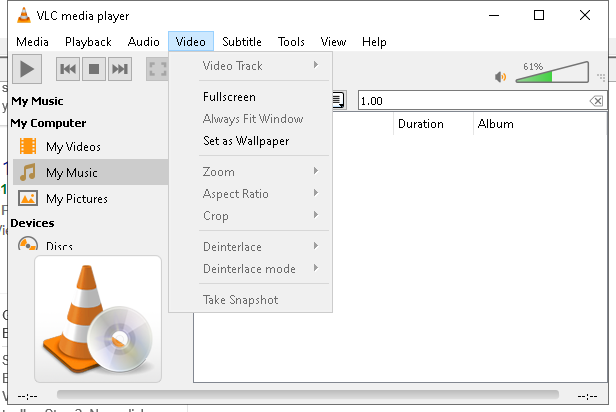 VLC media player
Media Playback Audio Video Subtitle Tools View Help
61%
Video Track
Fullscreen
Always Fit Window
Set as Wallpaper
Zoom
Aspect Ratio
Crop
Deinterlace
Deinterlace mode
Take Snapshot
My Music
My Computer
My Videos
My Music
My Pictures
Devices
Discs
1.00
Duration Album
--:-- --:--